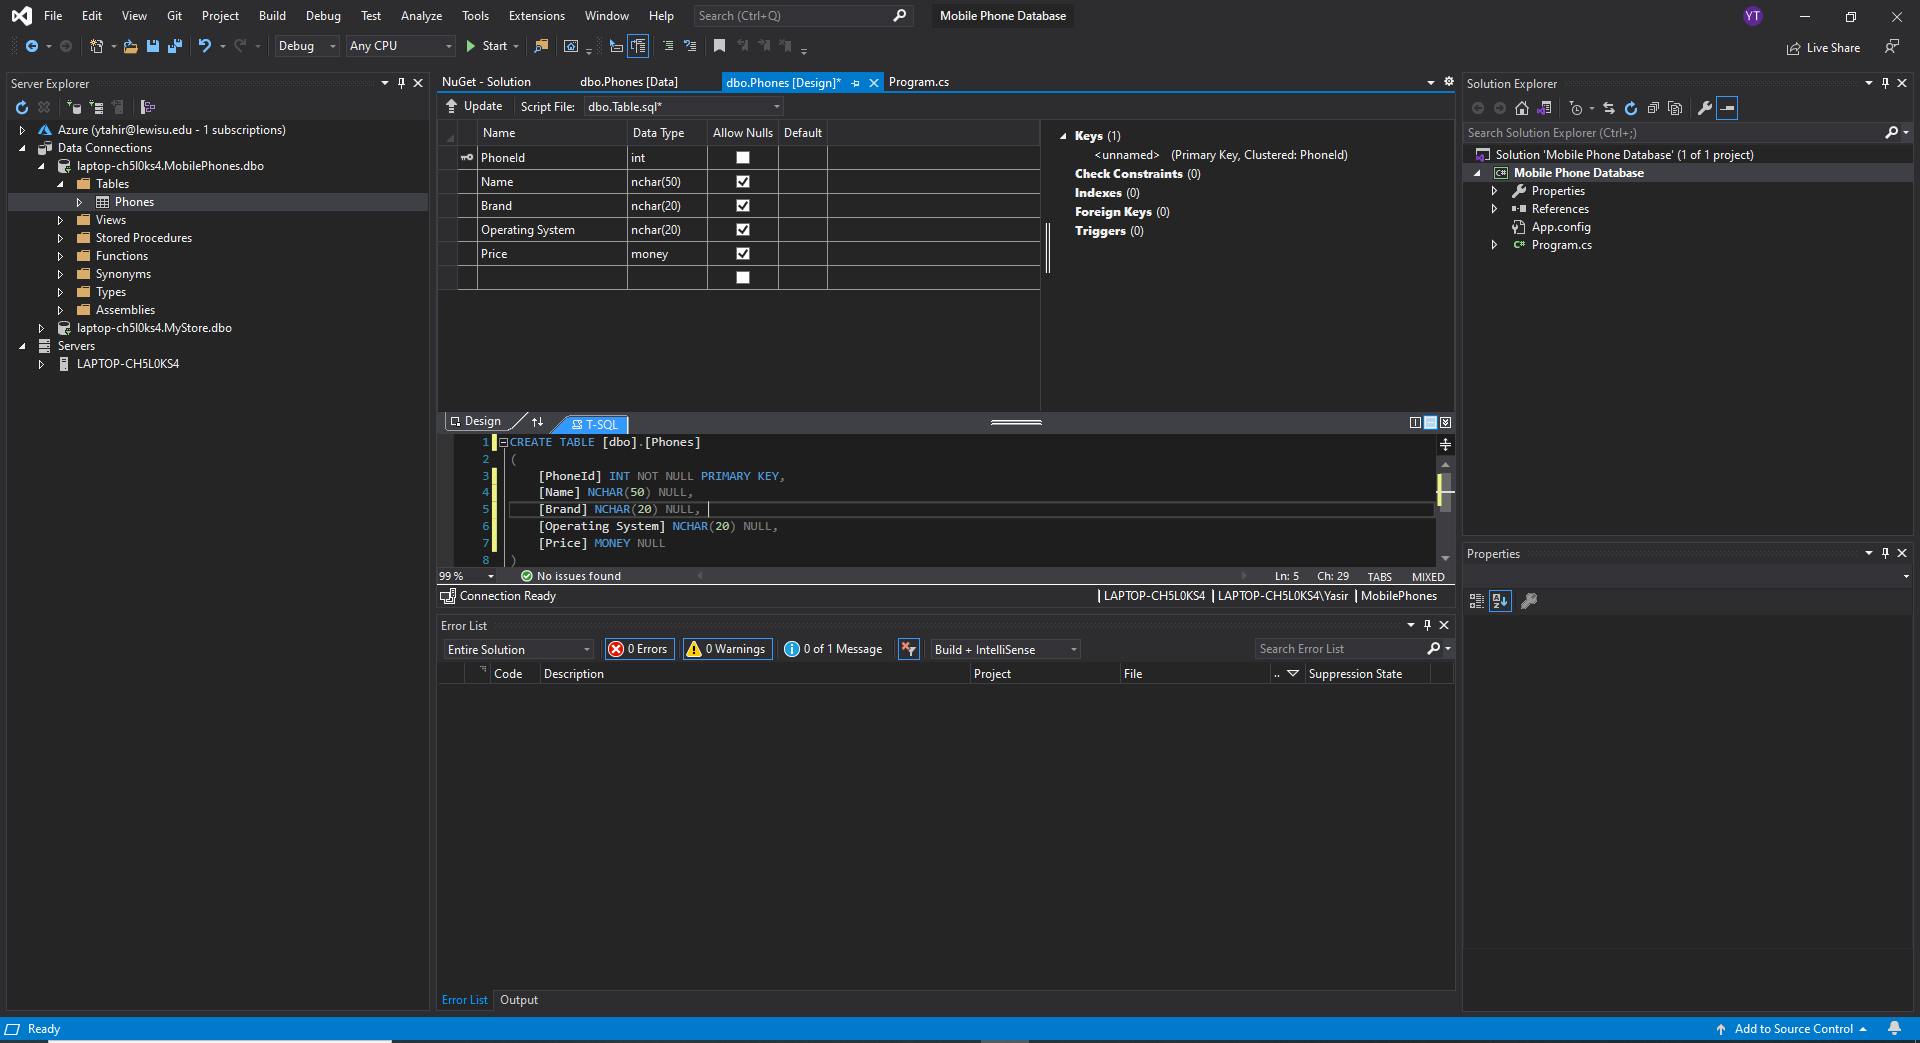 File Edit View Git Project Build Debug Test Analyze Tools Extensions Window Help Search (Ctrl+Q) Mobile Phone Database YT
Debug Any CPU Start Live Share
Server Explorer
Azure (ytahir@lewisu.edu - 1 subscriptions)
Data Connections
laptop-ch5l0ks4.MobilePhones.dbo
Tables
Phones
Views
Stored Procedures
Functions
Synonyms
Types
Assemblies
laptop-ch5l0ks4.MyStore.dbo
Servers
LAPTOP-CH5L0KS4
NuGet - Solution dbo.Phones [Data] dbo.Phones [Design]* Program.cs
Update Script File: dbo.Table.sql*
Name Data Type Allow Nulls Default
PhoneId int
Name nchar(50)
Brand nchar(20)
Operating System nchar(20)
Price money
Keys (1)
<unnamed> (Primary Key, Clustered: PhoneId)
Check Constraints (0)
Indexes (0)
Foreign Keys (0)
Triggers (0)
Design T-SQL
1 CREATE TABLE [dbo].[Phones]
2 (
3 [PhoneId] INT NOT NULL PRIMARY KEY,
4 [Name] NCHAR(50) NULL,
5 [Brand] NCHAR(20) NULL,
6 [Operating System] NCHAR(20) NULL,
7 [Price] MONEY NULL
8 )
99 % No issues found Ln: 5 Ch: 29 TABS MIXED
Connection Ready LAPTOP-CH5L0KS4 LAPTOP-CH5L0KS4\Yasir MobilePhones
Error List
Entire Solution 0 Errors 0 Warnings 0 of 1 Message Build + IntelliSense Search Error List
Code Description Project File .. Suppression State
Error List Output
Solution Explorer
Search Solution Explorer (Ctrl+;)
Solution 'Mobile Phone Database' (1 of 1 project)
C# Mobile Phone Database
Properties
References
App.config
C# Program.cs
Properties
Ready Add to Source Control